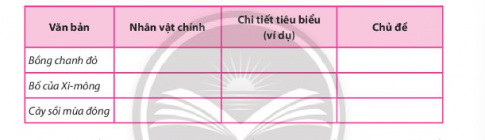 Văn bản Nhân vật chính Chi tiết tiêu biểu (ví dụ) Chủ đề
Bồng chanh đỏ
Bố của Xi-mông
Cây sồi mùa đông